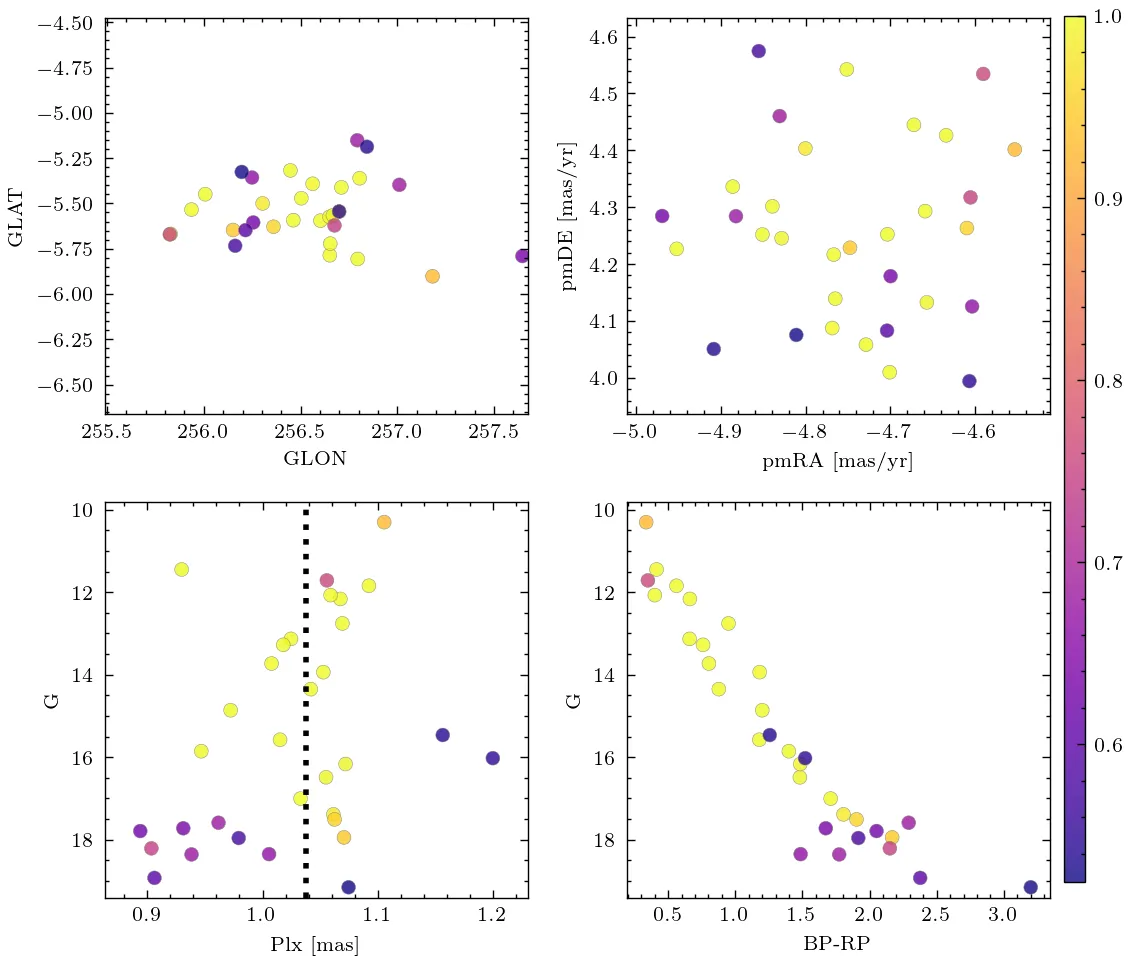 −4.50
−4.75
−5.00
−5.25
−5.50
−5.75
−6.00
−6.25
−6.50
GLAT
255.5 256.0 256.5 257.0 257.5
GLON
4.6
4.5
4.4
4.3
4.2
4.1
4.0
pmDE [mas/yr]
−5.0 −4.9 −4.8 −4.7 −4.6
pmRA [mas/yr]
10
12
14
16
18
G
0.9 1.0 1.1 1.2
Plx [mas]
10
12
14
16
18
G
0.5 1.0 1.5 2.0 2.5 3.0
BP-RP
1.0
0.9
0.8
0.7
0.6